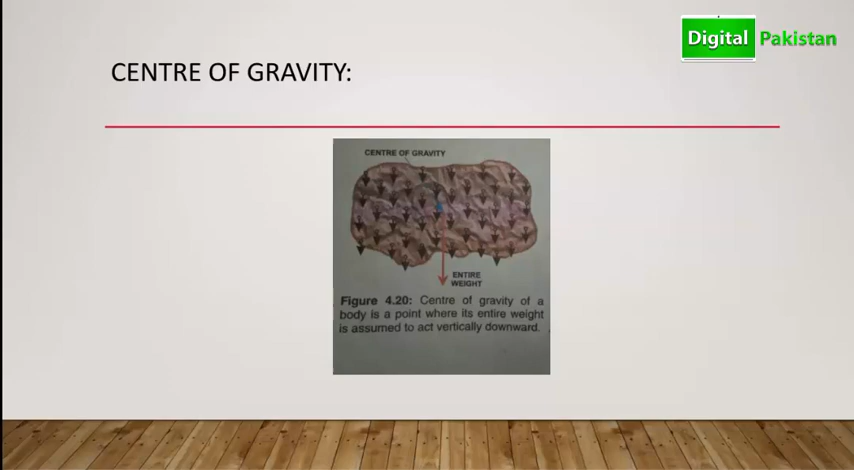 Digital Pakistan
CENTRE OF GRAVITY:
CENTRE OF GRAVITY
ENTIRE
WEIGHT
Figure 4.20: Centre of gravity of a
body is a point where its entire weight
is assumed to act vertically downward.